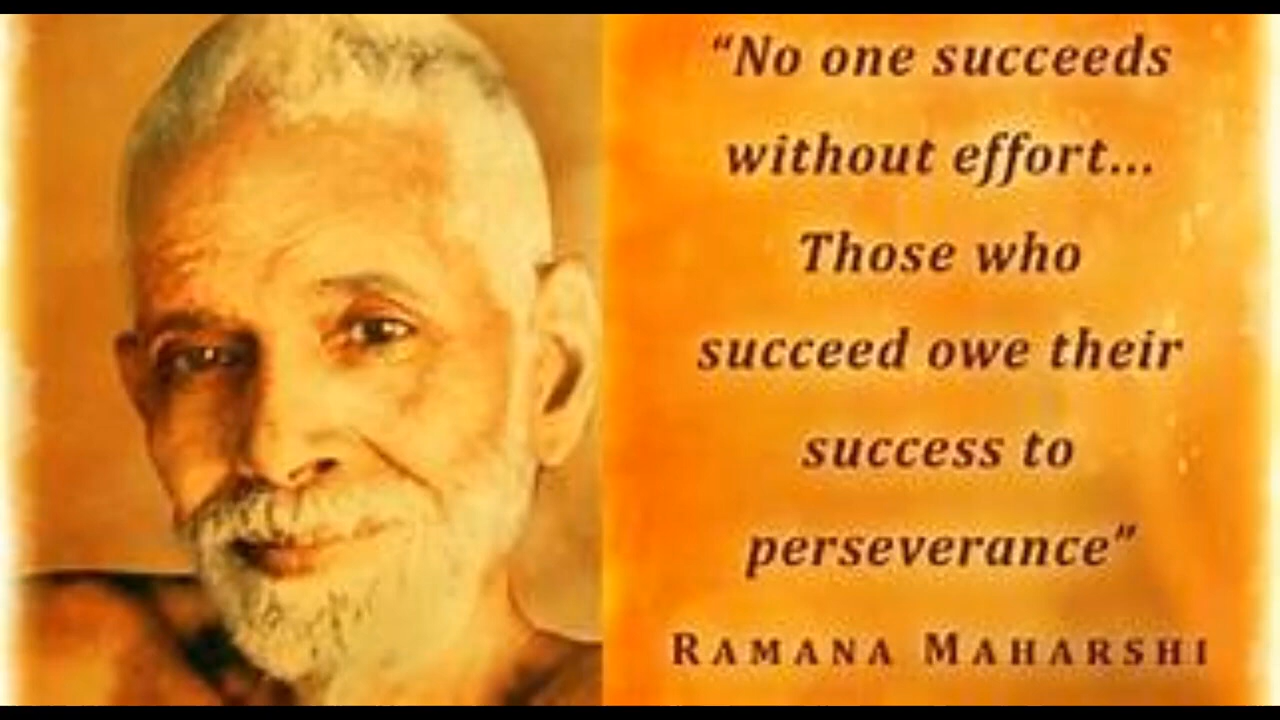 “No one succeeds
without effort...
Those who
succeed owe their
success to
perseverance”
RAMANA MAHARSHI